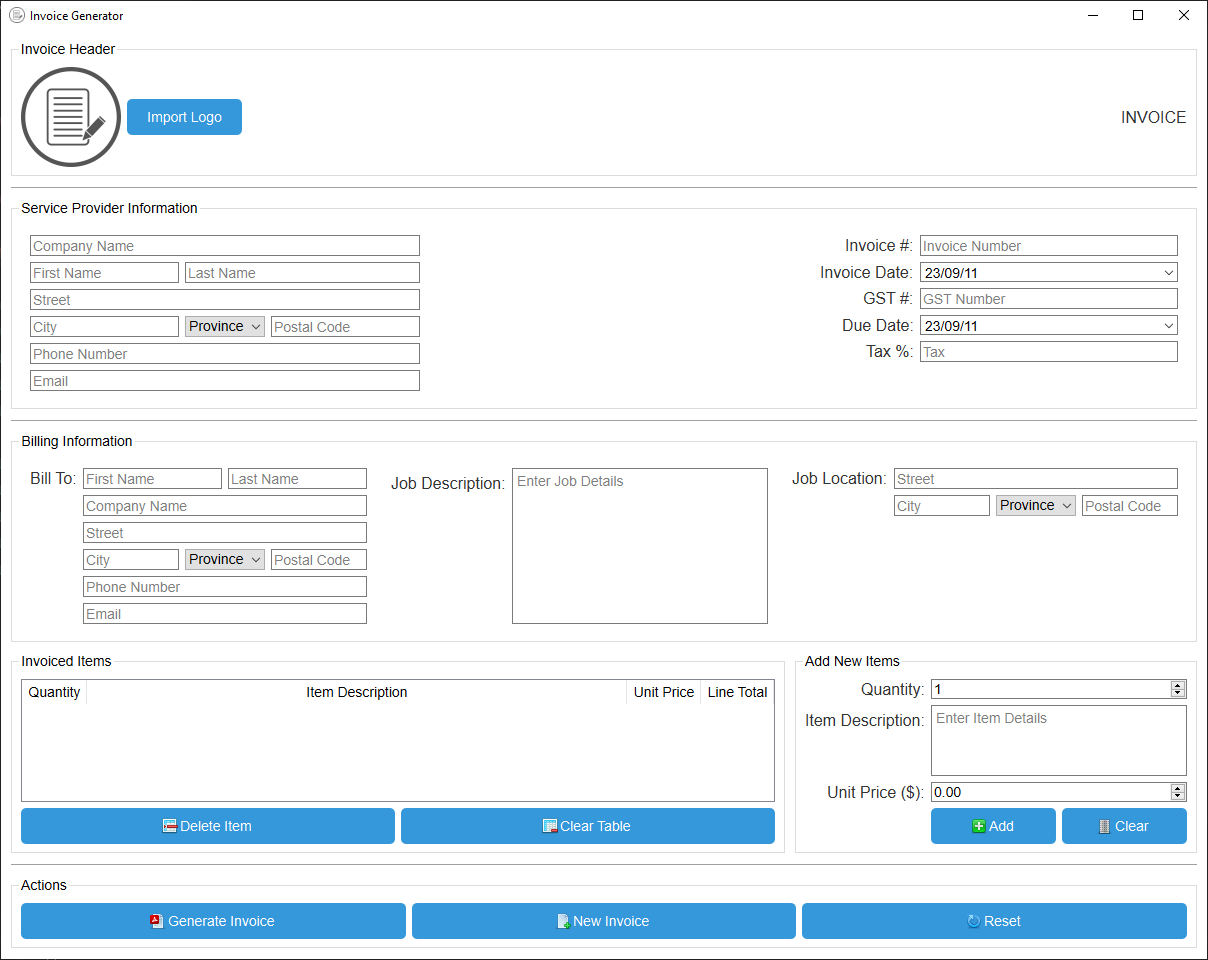 Invoice Generator
Invoice Header
Import Logo
INVOICE
Service Provider Information
Company Name
First Name Last Name
Street
City Province Postal Code
Phone Number
Email
Invoice #: Invoice Number
Invoice Date: 23/09/11
GST #: GST Number
Due Date: 23/09/11
Tax %: Tax
Billing Information
Bill To: First Name Last Name
Company Name
Street
City Province Postal Code
Phone Number
Email
Job Description: Enter Job Details
Job Location: Street
City Province Postal Code
Invoiced Items
Quantity Item Description Unit Price Line Total
Delete Item Clear Table
Add New Items
Quantity: 1
Item Description: Enter Item Details
Unit Price ($): 0.00
Add Clear
Actions
Generate Invoice New Invoice Reset